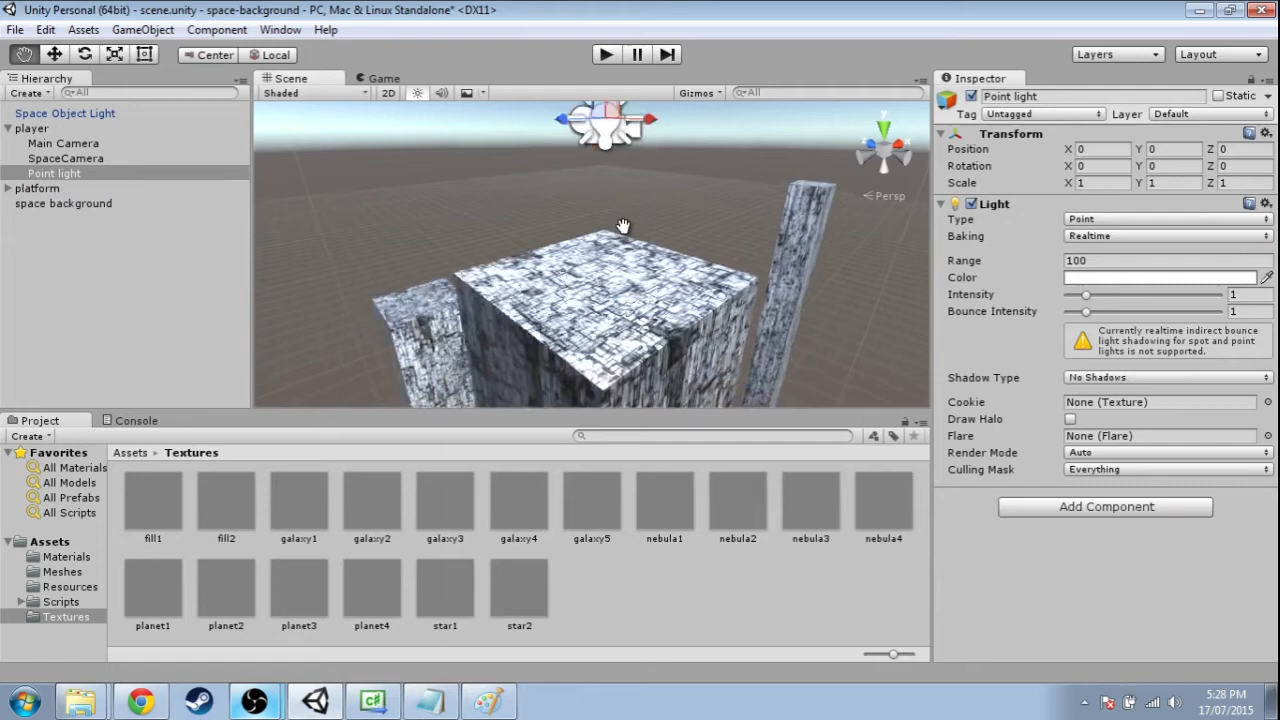 Unity Personal (64bit) - scene.unity - space-background - PC, Mac & Linux Standalone* <DX11>
File Edit Assets GameObject Component Window Help
Center Local Layers Layout
Hierarchy
Create All
Space Object Light
player
Main Camera
SpaceCamera
Point light
platform
space background
Scene Game
Shaded 2D Gizmos All
Persp
Inspector
Point light Static
Tag Untagged Layer Default
Transform
Position X 0 Y 0 Z 0
Rotation X 0 Y 0 Z 0
Scale X 1 Y 1 Z 1
Light
Type Point
Baking Realtime
Range 100
Color
Intensity 1
Bounce Intensity 1
Currently realtime indirect bounce
light shadowing for spot and point
lights is not supported.
Shadow Type No Shadows
Cookie None (Texture)
Draw Halo
Flare None (Flare)
Render Mode Auto
Culling Mask Everything
Add Component
Project Console
Create
Favorites
All Materials
All Models
All Prefabs
All Scripts
Assets
Materials
Meshes
Resources
Scripts
Textures
Assets Textures
fill1 fill2 galaxy1 galaxy2 galaxy3 galaxy4 galaxy5 nebula1 nebula2 nebula3 nebula4
planet1 planet2 planet3 planet4 star1 star2
5:28 PM
17/07/2015